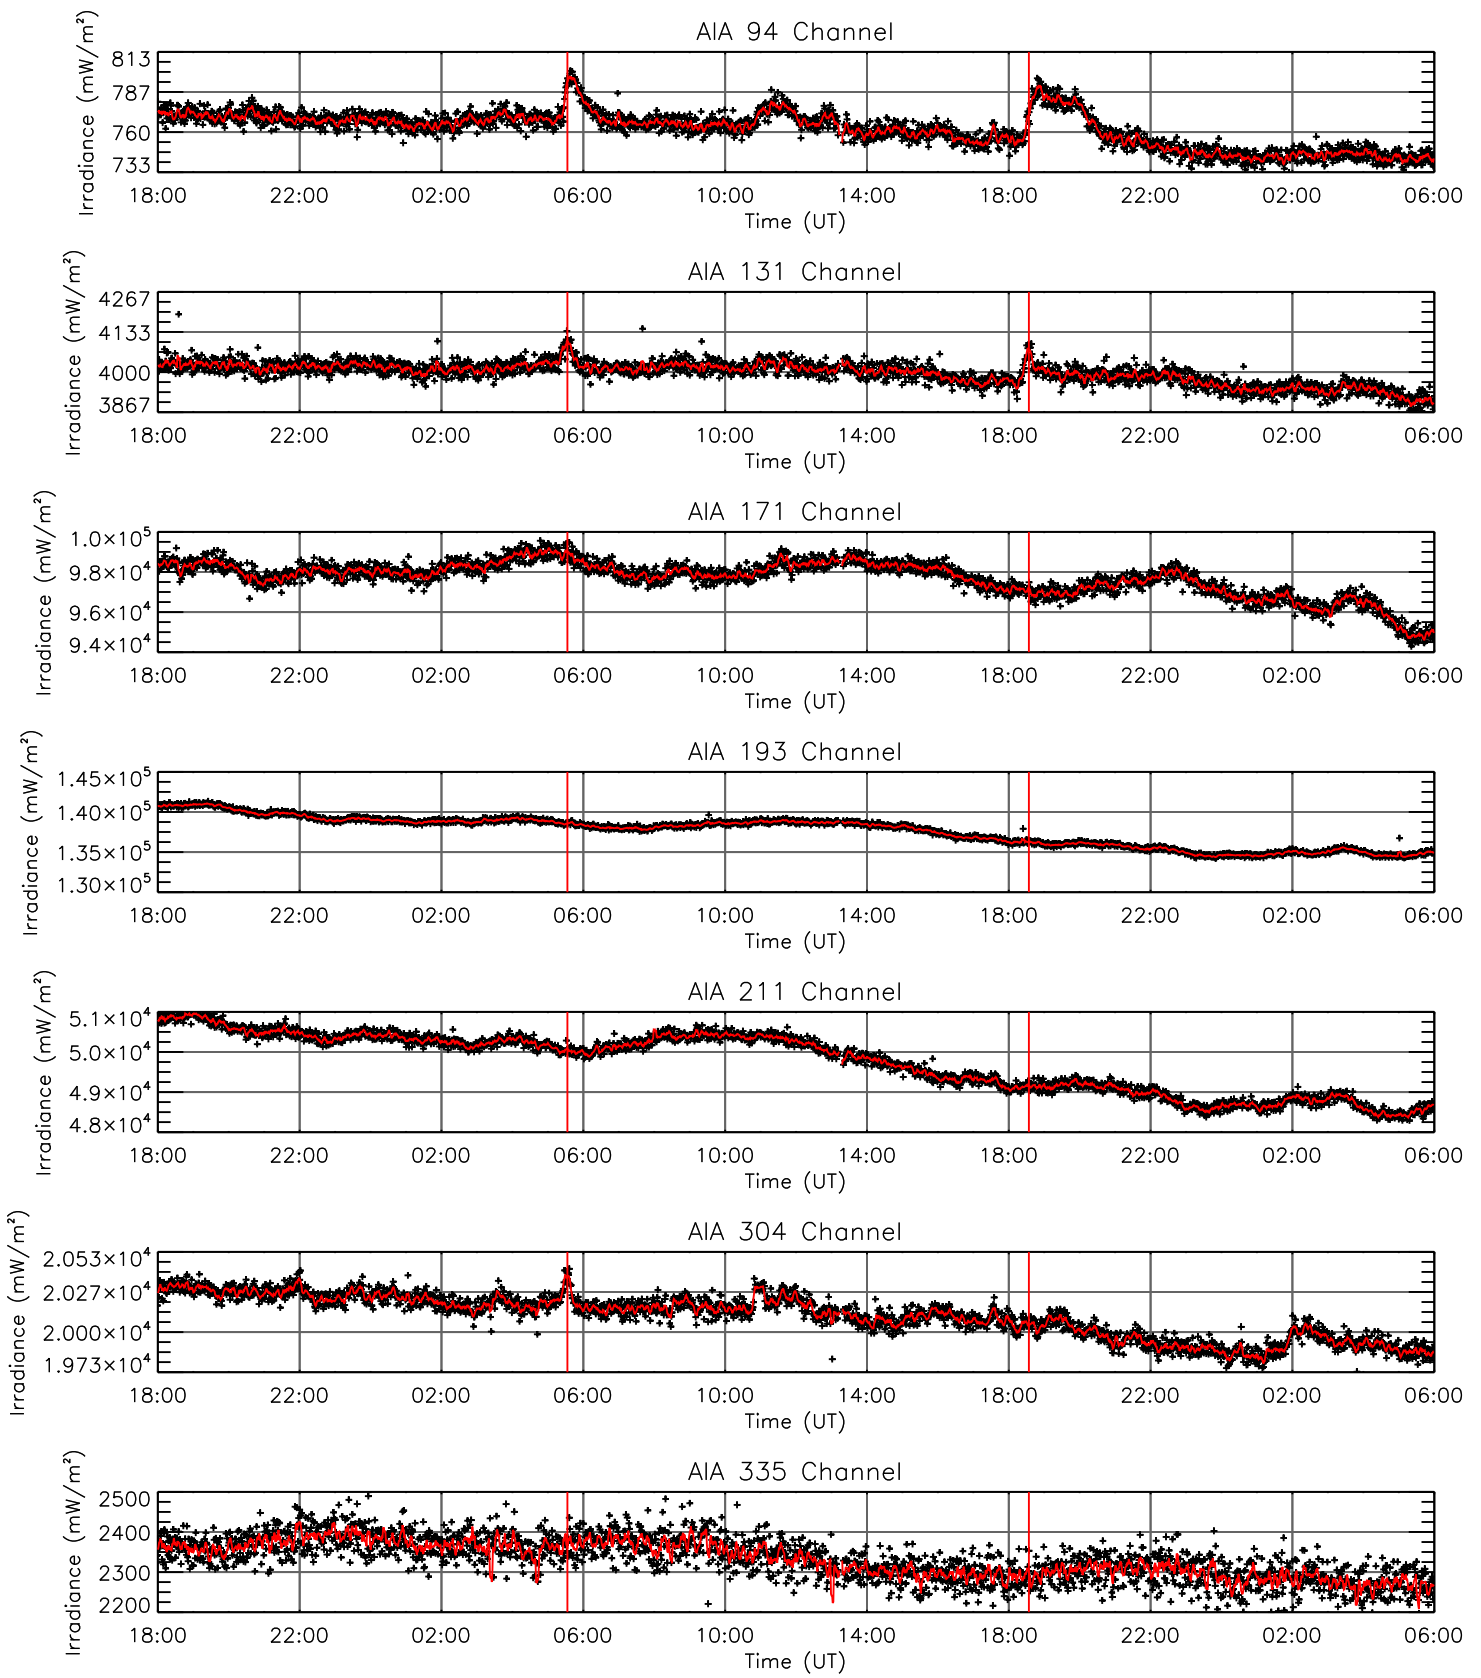 AIA 94 Channel
Irradiance (mW/m²)
813
787
760
733
18:00 22:00 02:00 06:00 10:00 14:00 18:00 22:00 02:00 06:00
Time (UT)
AIA 131 Channel
Irradiance (mW/m²)
4267
4133
4000
3867
18:00 22:00 02:00 06:00 10:00 14:00 18:00 22:00 02:00 06:00
Time (UT)
AIA 171 Channel
Irradiance (mW/m²)
1.0×10⁵
9.8×10⁴
9.6×10⁴
9.4×10⁴
18:00 22:00 02:00 06:00 10:00 14:00 18:00 22:00 02:00 06:00
Time (UT)
AIA 193 Channel
Irradiance (mW/m²)
1.45×10⁵
1.40×10⁵
1.35×10⁵
1.30×10⁵
18:00 22:00 02:00 06:00 10:00 14:00 18:00 22:00 02:00 06:00
Time (UT)
AIA 211 Channel
Irradiance (mW/m²)
5.1×10⁴
5.0×10⁴
4.9×10⁴
4.8×10⁴
18:00 22:00 02:00 06:00 10:00 14:00 18:00 22:00 02:00 06:00
Time (UT)
AIA 304 Channel
Irradiance (mW/m²)
2.053×10⁴
2.027×10⁴
2.000×10⁴
1.973×10⁴
18:00 22:00 02:00 06:00 10:00 14:00 18:00 22:00 02:00 06:00
Time (UT)
AIA 335 Channel
Irradiance (mW/m²)
2500
2400
2300
2200
18:00 22:00 02:00 06:00 10:00 14:00 18:00 22:00 02:00 06:00
Time (UT)